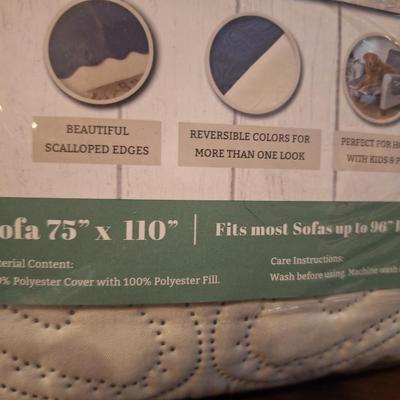 BEAUTIFUL
SCALLOPED EDGES
REVERSIBLE COLORS FOR
MORE THAN ONE LOOK
PERFECT FOR
WITH KIDS &
ofa 75” x 110” | Fits most Sofas up to 96”
terial Content:
% Polyester Cover with 100% Polyester Fill.
Care Instructions:
Wash before using. Machine wash